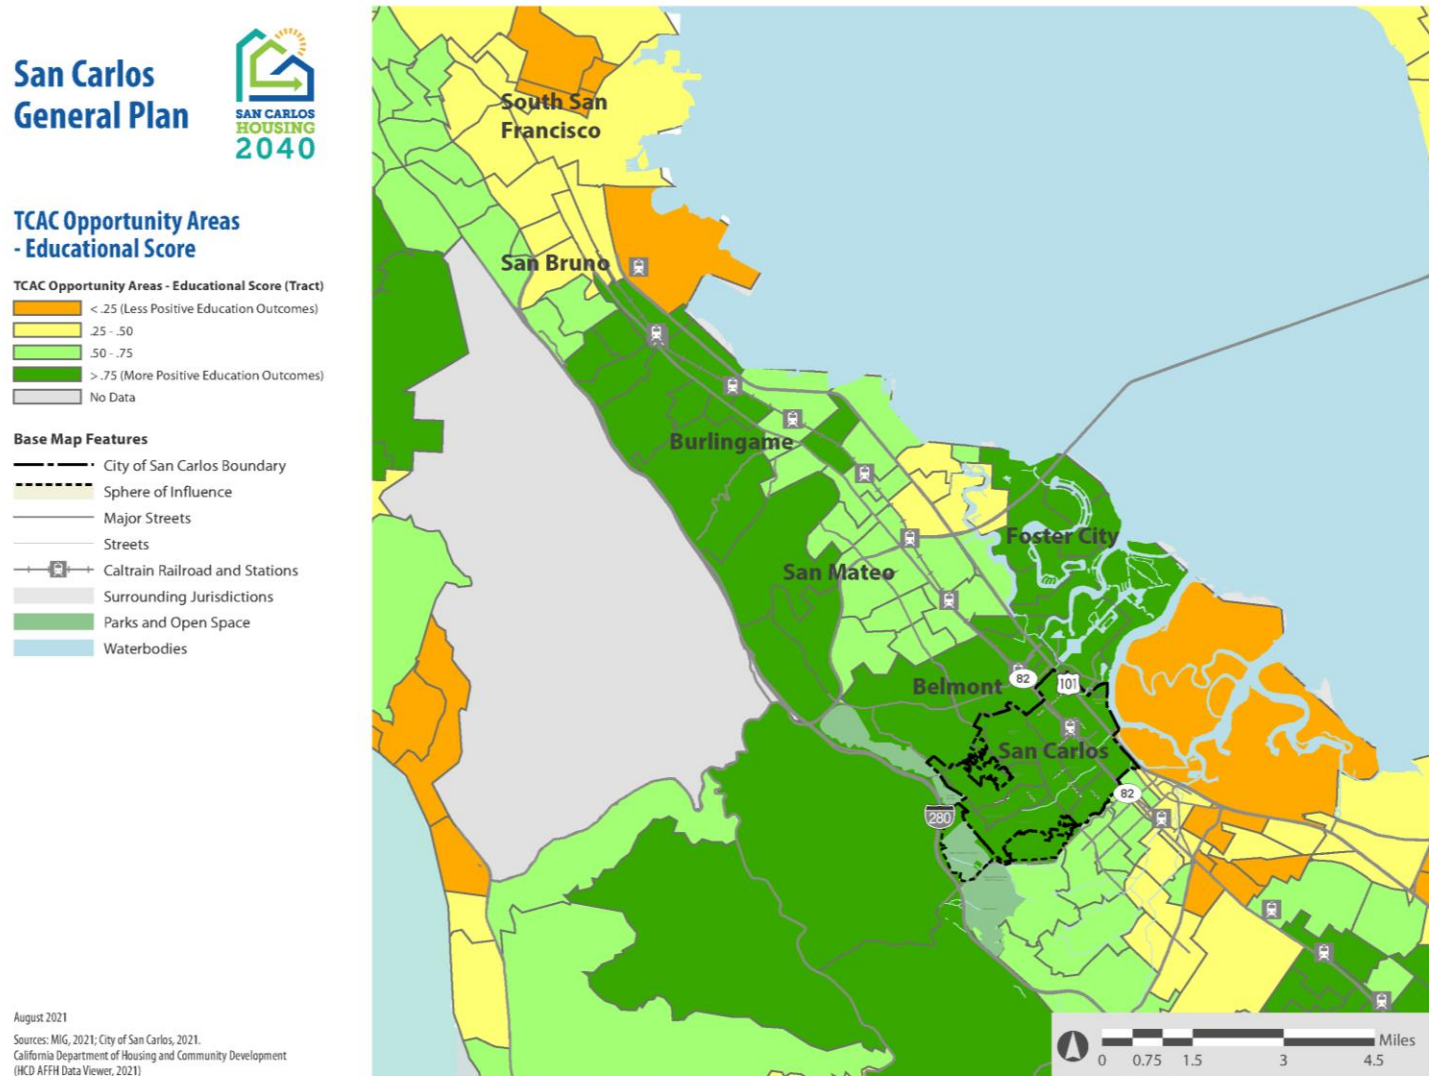 San Carlos
General Plan
SAN CARLOS
HOUSING
2040
TCAC Opportunity Areas
- Educational Score
TCAC Opportunity Areas - Educational Score (Tract)
< .25 (Less Positive Education Outcomes)
.25 - .50
.50 - .75
> .75 (More Positive Education Outcomes)
No Data
Base Map Features
City of San Carlos Boundary
Sphere of Influence
Major Streets
Streets
Caltrain Railroad and Stations
Surrounding Jurisdictions
Parks and Open Space
Waterbodies
August 2021
Sources: MIG, 2021; City of San Carlos, 2021.
California Department of Housing and Community Development
(HCD AFFH Data Viewer, 2021)
South San
Francisco
San Bruno
Burlingame
Foster City
San Mateo
Belmont
82
101
San Carlos
82
280
Miles
0 0.75 1.5 3 4.5